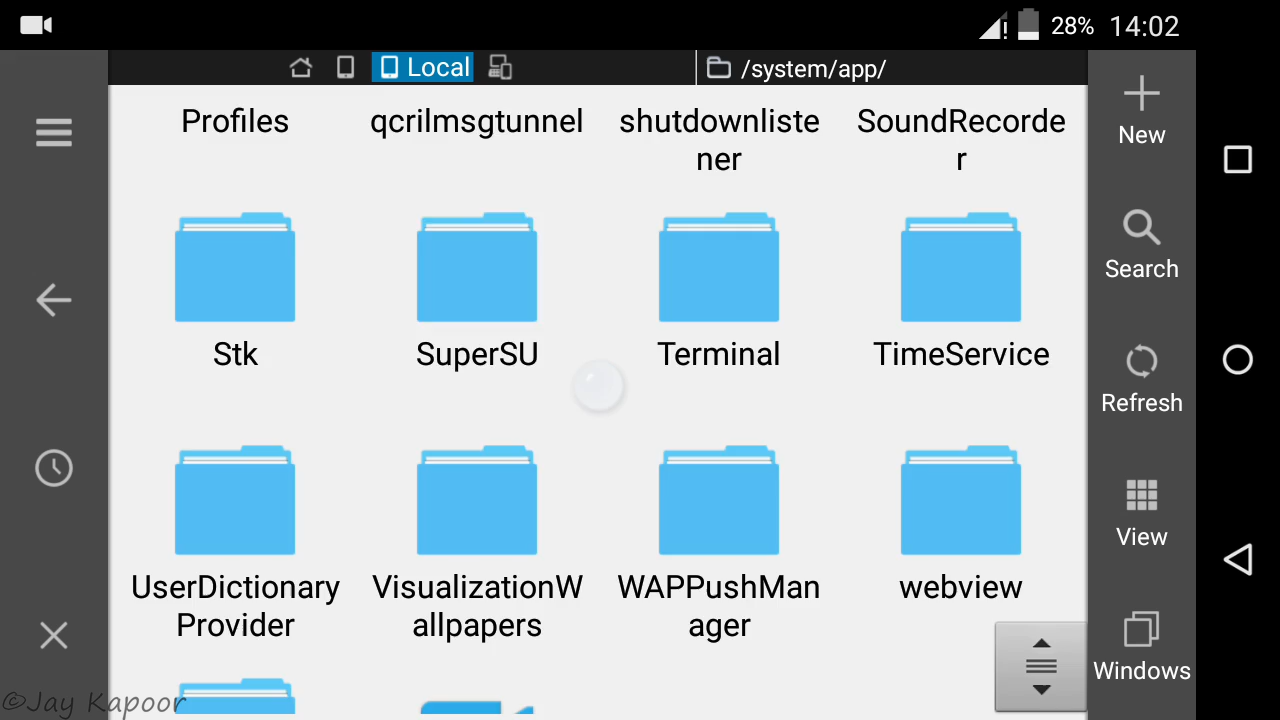 28% 14:02
Local
/system/app/
Profiles
qcrilmsgtunnel
shutdownliste
ner
SoundRecorde
r
Stk
SuperSU
Terminal
TimeService
UserDictionary
Provider
VisualizationW
allpapers
WAPPushMan
ager
webview
New
Search
Refresh
View
Windows
©Jay Kapoor